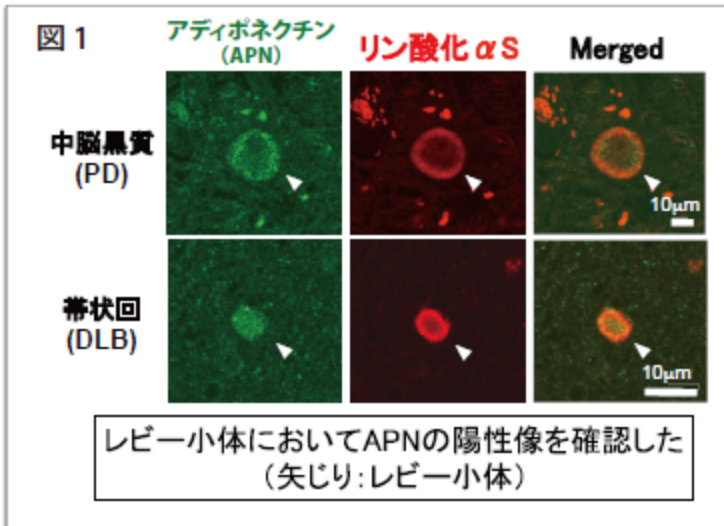 図1
アディポネクチン
(APN)
リン酸化αS
Merged
中脳黒質
(PD)
10μm
帯状回
(DLB)
10μm
レビー小体においてAPNの陽性像を確認した
(矢じり:レビー小体)